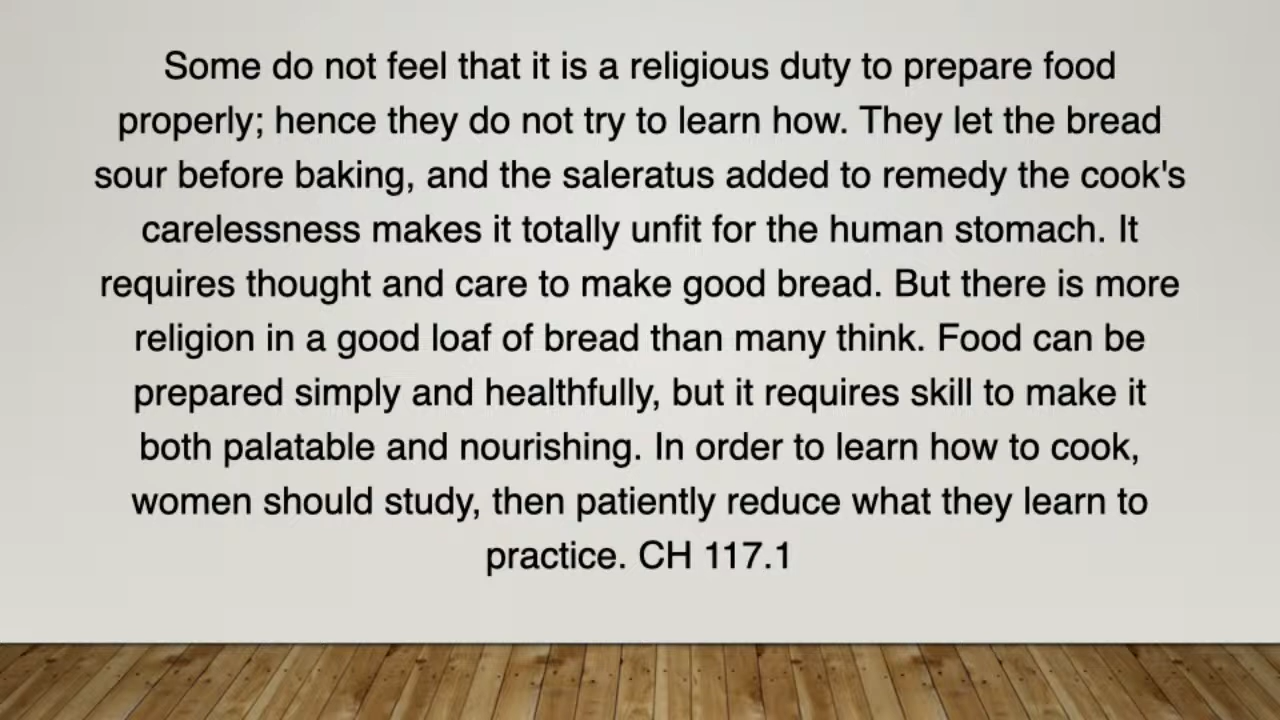 Some do not feel that it is a religious duty to prepare food
properly; hence they do not try to learn how. They let the bread
sour before baking, and the saleratus added to remedy the cook's
carelessness makes it totally unfit for the human stomach. It
requires thought and care to make good bread. But there is more
religion in a good loaf of bread than many think. Food can be
prepared simply and healthfully, but it requires skill to make it
both palatable and nourishing. In order to learn how to cook,
women should study, then patiently reduce what they learn to
practice. CH 117.1